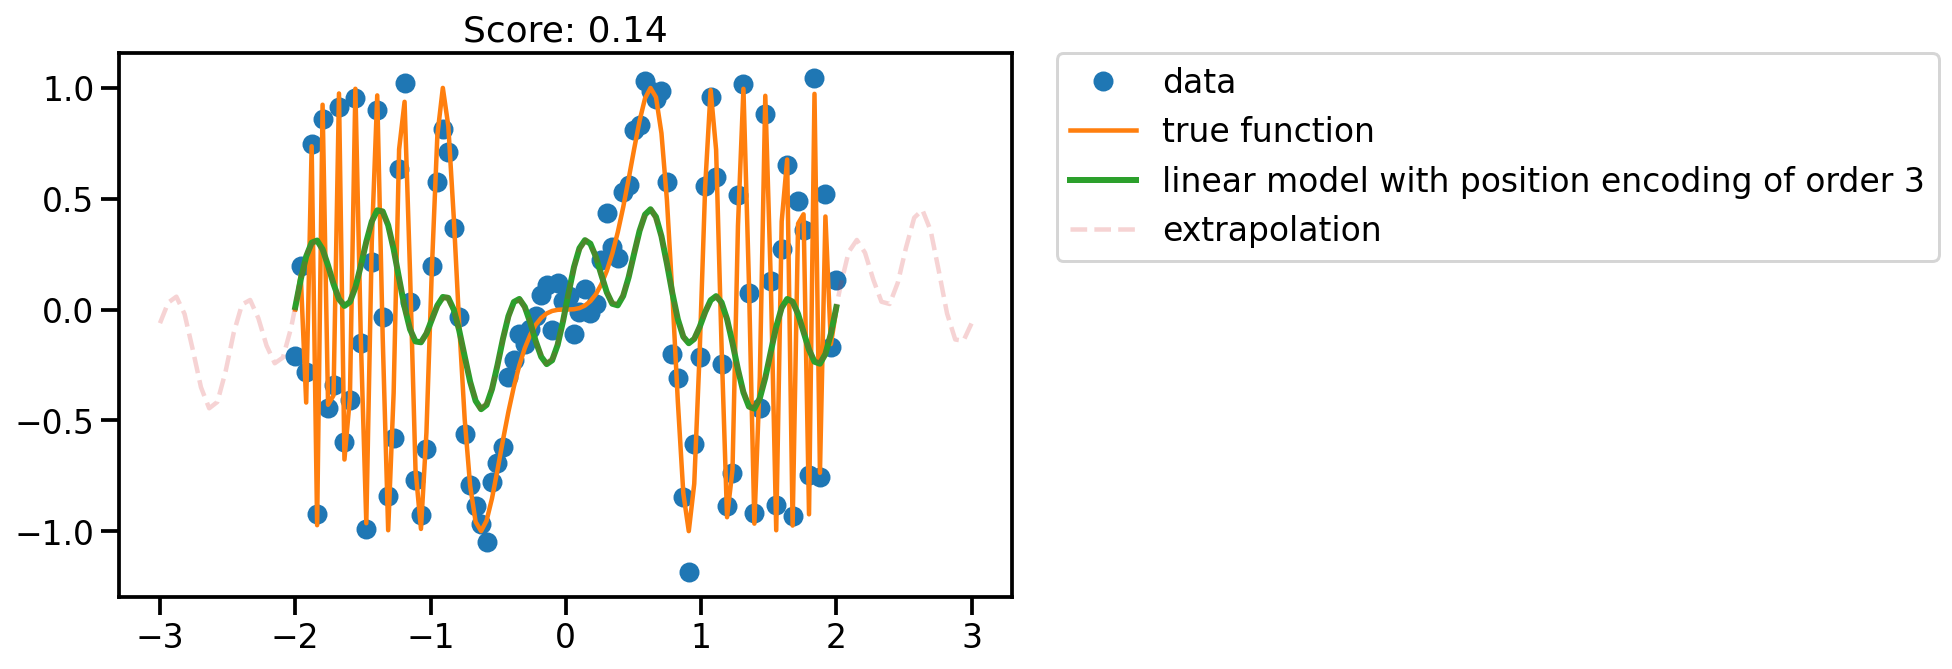 Score: 0.14
1.0
0.5
0.0
−0.5
−1.0
−3
−2
−1
0
1
2
3
data
true function
linear model with position encoding of order 3
extrapolation